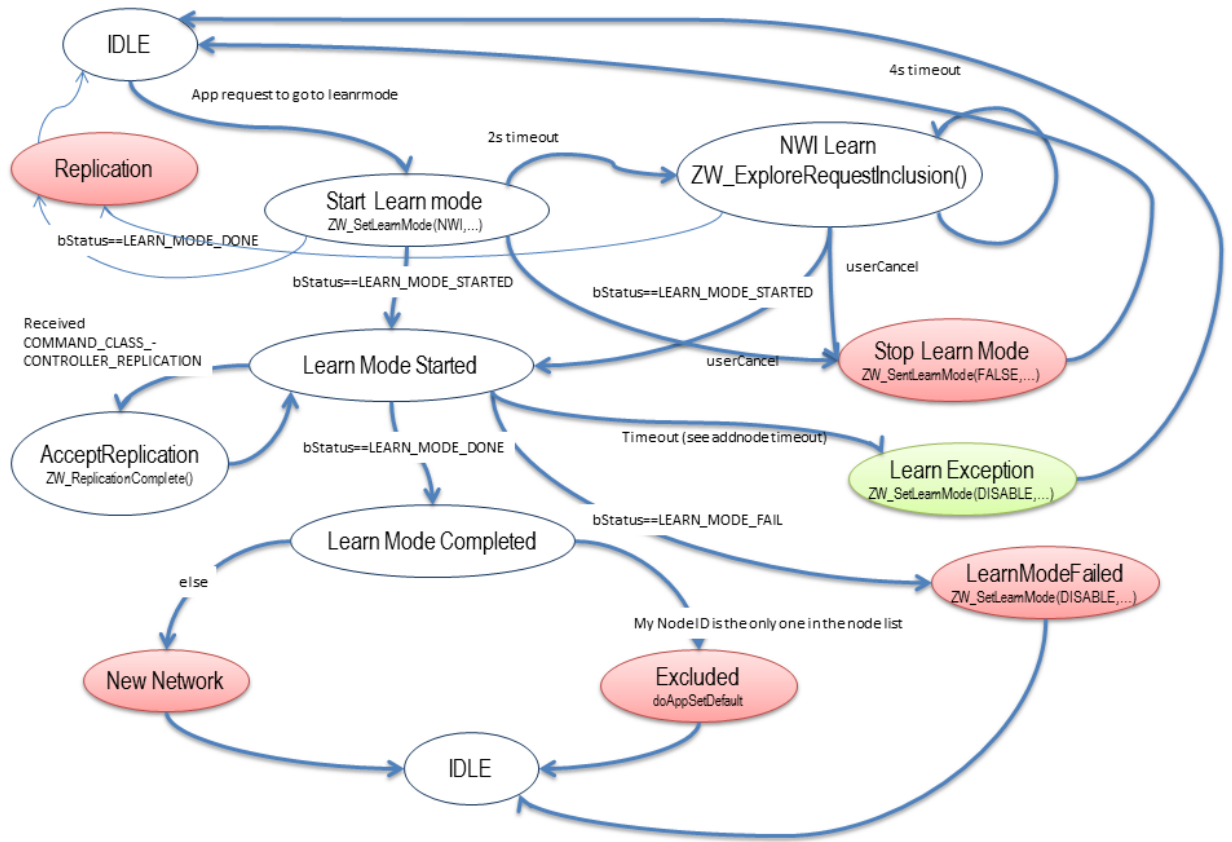 IDLE
4s timeout
App request to go to leanrmode
2s timeout
NWI Learn
ZW_ExploreRequestInclusion()
Replication
Start Learn mode
ZW_SetLearnMode(NWI,...)
bStatus==LEARN_MODE_DONE
userCancel
bStatus==LEARN_MODE_STARTED
bStatus==LEARN_MODE_STARTED
Received
COMMAND_CLASS_-
CONTROLLER_REPLICATION
Learn Mode Started
userCancel
Stop Learn Mode
ZW_SentLearnMode(FALSE,...)
AcceptReplication
ZW_ReplicationComplete()
bStatus==LEARN_MODE_DONE
Timeout (see addnode timeout)
Learn Exception
ZW_SetLearnMode(DISABLE,...)
bStatus==LEARN_MODE_FAIL
Learn Mode Completed
else
LearnModeFailed
ZW_SetLearnMode(DISABLE,...)
My NodeID is the only one in the node list
New Network
Excluded
doAppSetDefault
IDLE